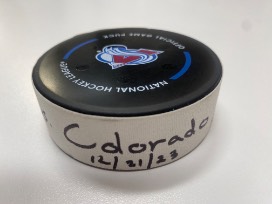 NATIONAL HOCKEY LEAGUE
OFFICIAL GAME PUCK
Colorado
12/21/23